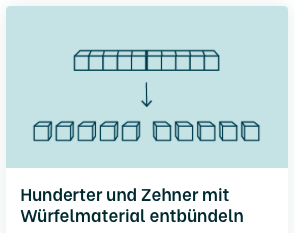 Hunderter und Zehner mit
Würfelmaterial entbündeln